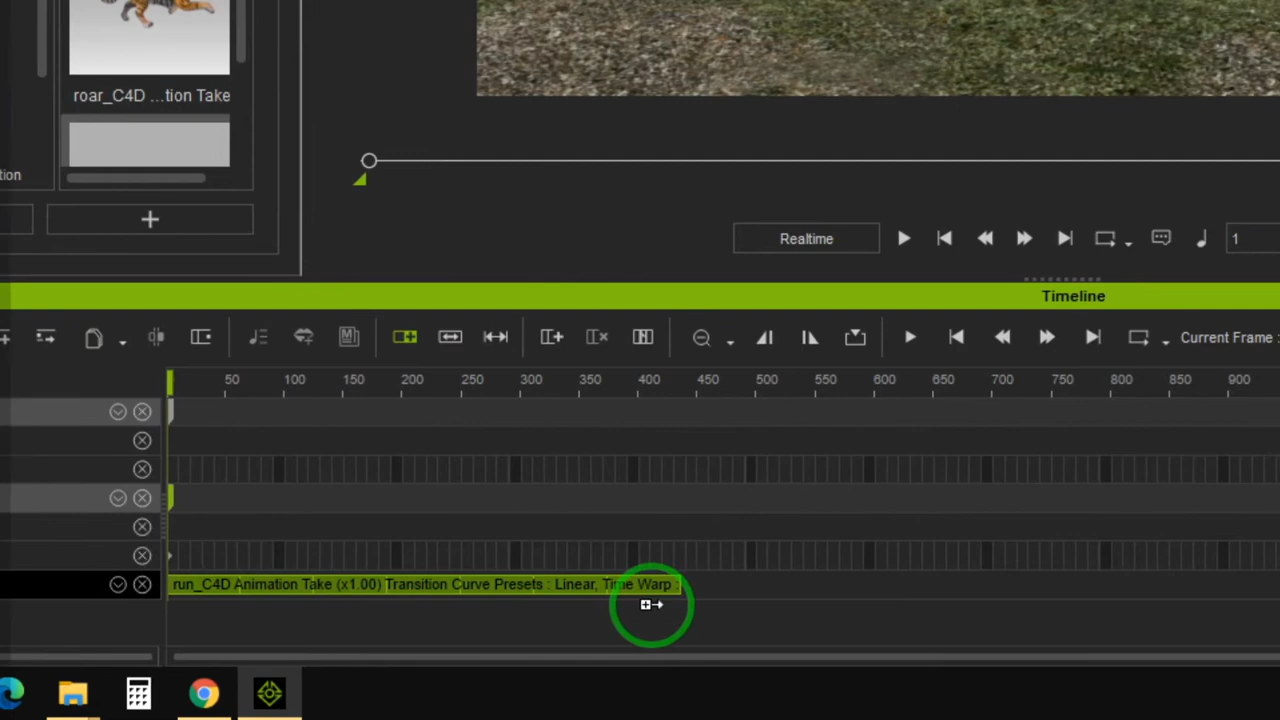 roar_C4D ...tion Take
tion
Realtime
1
Timeline
Current Frame :
50 100 150 200 250 300 350 400 450 500 550 600 650 700 750 800 850 900
run_C4D Animation Take (x1.00) Transition Curve Presets : Linear, Time Warp :